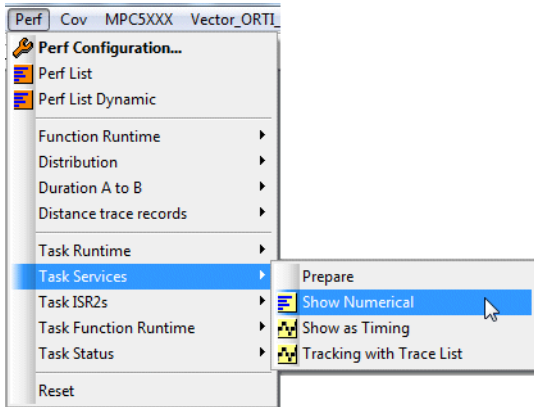 Perf Cov MPC5XXX Vector_ORTI_
Perf Configuration...
Perf List
Perf List Dynamic
Function Runtime
Distribution
Duration A to B
Distance trace records
Task Runtime
Task Services
Prepare
Task ISR2s
Show Numerical
Task Function Runtime
Show as Timing
Task Status
Tracking with Trace List
Reset